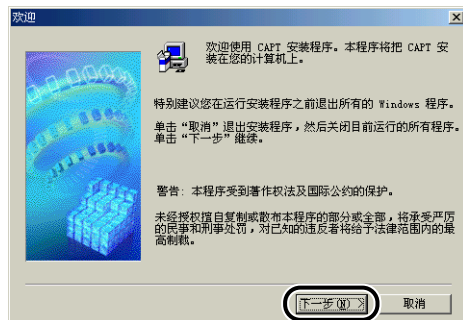 欢迎
欢迎使用 CAPT 安装程序。本程序将把 CAPT 安
装在您的计算机上。
特别建议您在运行安装程序之前退出所有的 Windows 程序。
单击“取消”退出安装程序，然后关闭目前运行的所有程序。
单击“下一步”继续。
警告: 本程序受到著作权法及国际公约的保护。
未经授权擅自复制或散布本程序的部分或全部，将承受严厉
的民事和刑事处罚，对已知的违反者将给予法律范围内的最
高制裁。
下一步(N) >
取消